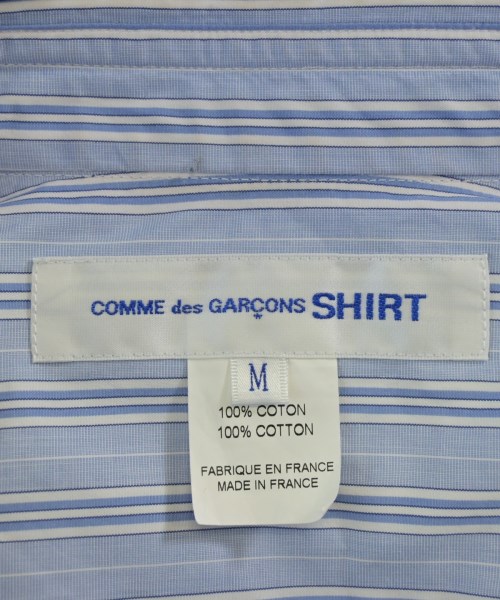 COMME des GARÇONS SHIRT
M
100% COTON
100% COTTON
FABRIQUE EN FRANCE
MADE IN FRANCE